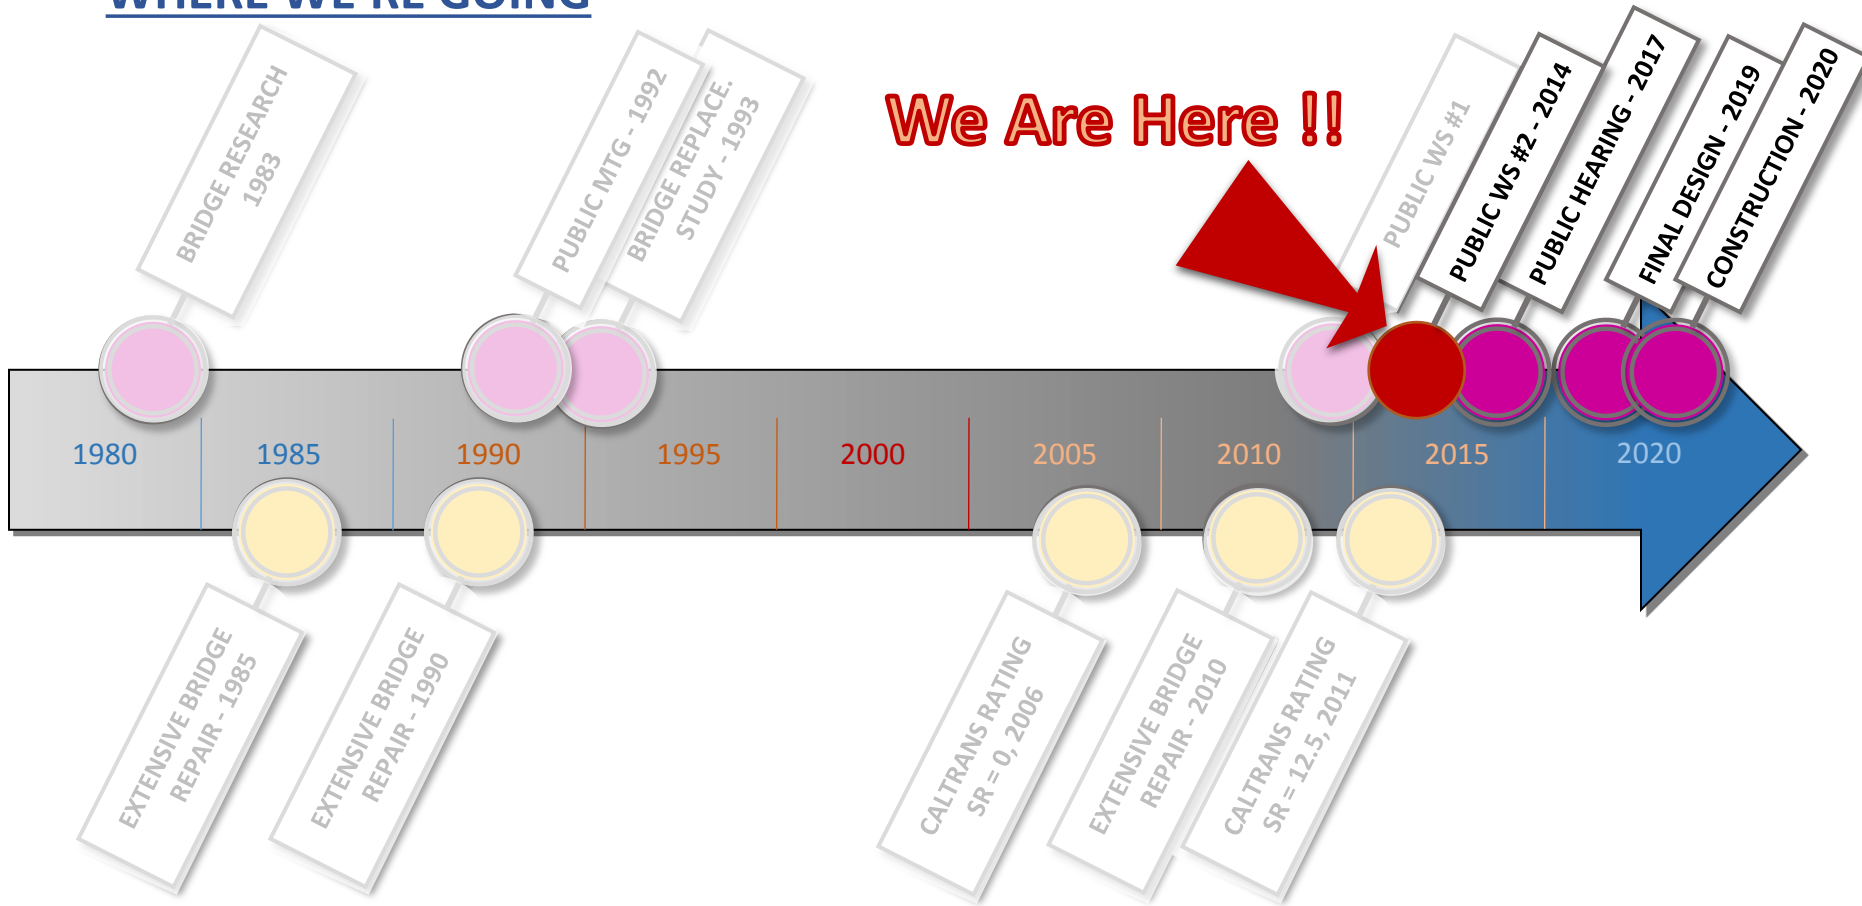 WHERE WE'RE GOING
BRIDGE RESEARCH
1983
PUBLIC MTG - 1992
BRIDGE REPLACE.
STUDY - 1993
We Are Here !!
PUBLIC WS #1
PUBLIC WS #2 - 2014
PUBLIC HEARING - 2017
FINAL DESIGN - 2019
CONSTRUCTION - 2020
1980
1985
1990
1995
2000
2005
2010
2015
2020
EXTENSIVE BRIDGE
REPAIR - 1985
EXTENSIVE BRIDGE
REPAIR - 1990
CALTRANS RATING
SR = 0, 2006
EXTENSIVE BRIDGE
REPAIR - 2010
CALTRANS RATING
SR = 12.5, 2011